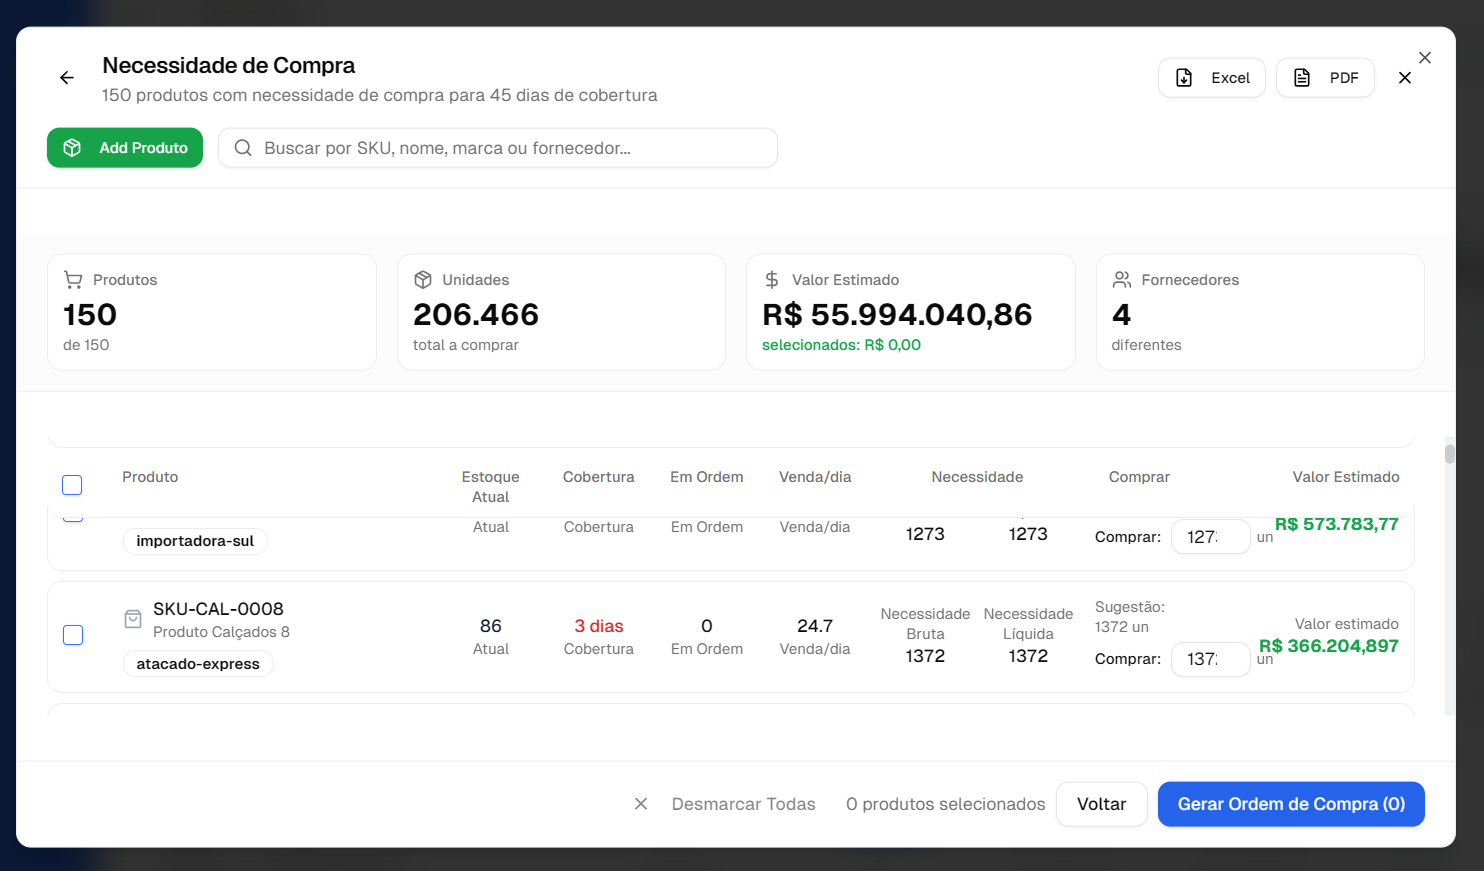 Necessidade de Compra
150 produtos com necessidade de compra para 45 dias de cobertura
Excel
PDF
Add Produto
Buscar por SKU, nome, marca ou fornecedor...
Produtos
150
de 150
Unidades
206.466
total a comprar
Valor Estimado
R$ 55.994.040,86
selecionados: R$ 0,00
Fornecedores
4
diferentes
Produto
Estoque Atual
Cobertura
Em Ordem
Venda/dia
Necessidade
Comprar
Valor Estimado
importadora-sul
Atual
Cobertura
Em Ordem
Venda/dia
1273
1273
Comprar:
127
un
R$ 573.783,77
SKU-CAL-0008
Produto Calçados 8
atacado-express
86
Atual
3 dias
Cobertura
0
Em Ordem
24.7
Venda/dia
Necessidade
Bruta
1372
Necessidade
Líquida
1372
Sugestão:
1372 un
Comprar:
137
un
Valor estimado
R$ 366.204,897
Desmarcar Todas
0 produtos selecionados
Voltar
Gerar Ordem de Compra (0)